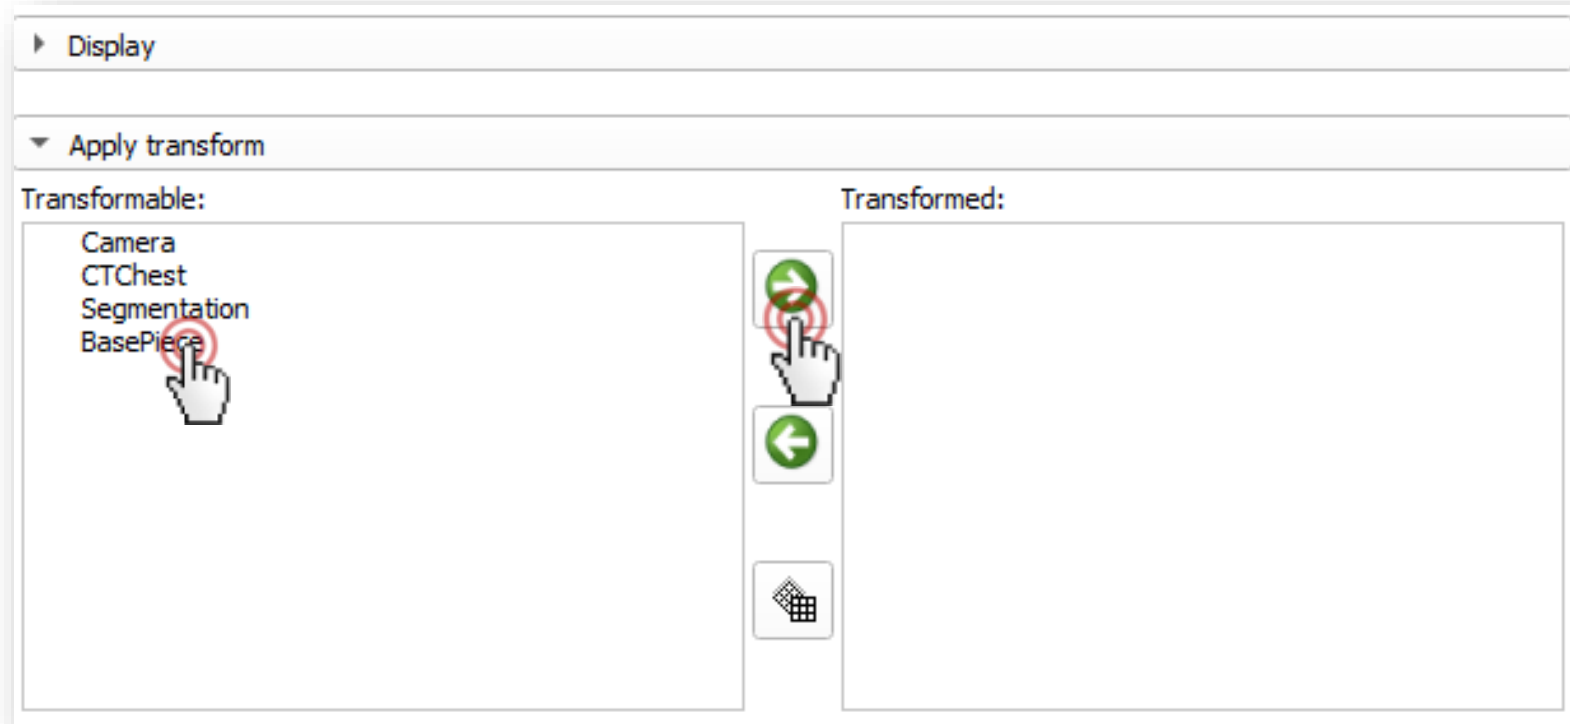 Display
Apply transform
Transformable:
Transformed:
Camera
CTChest
Segmentation
BasePiece